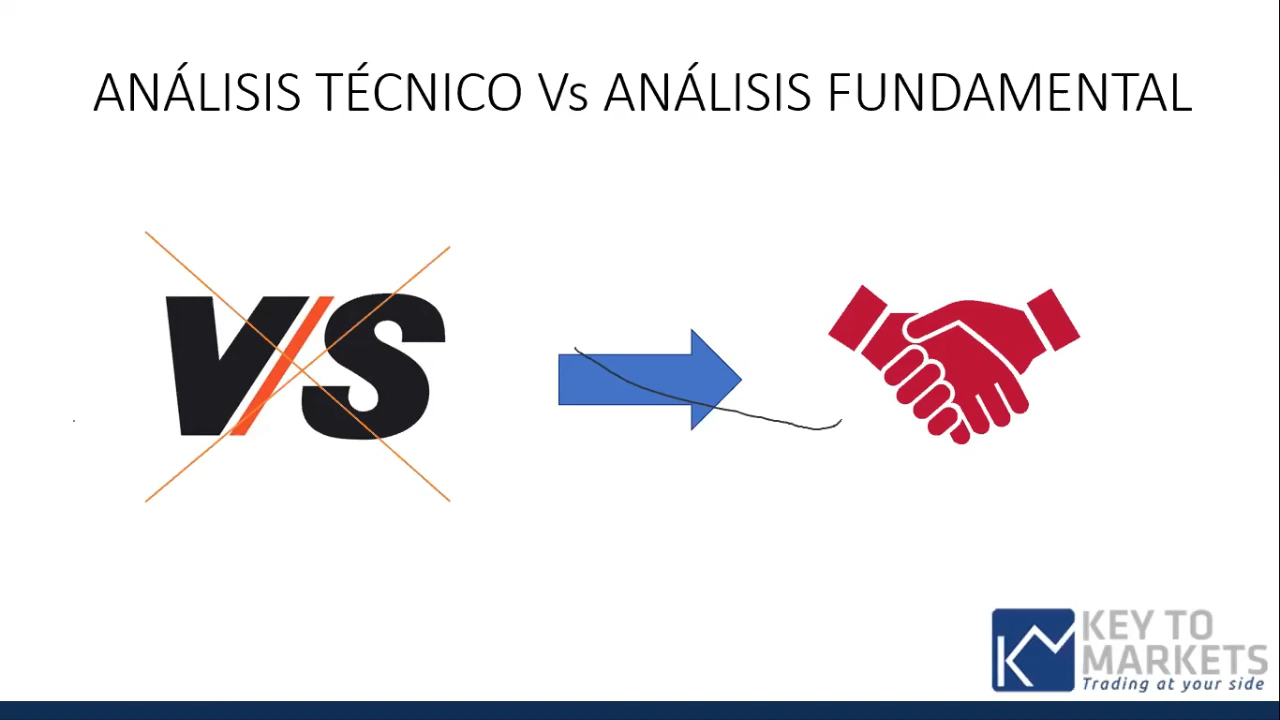 ANÁLISIS TÉCNICO Vs ANÁLISIS FUNDAMENTAL
VS
KEY TO
MARKETS
Trading at your side